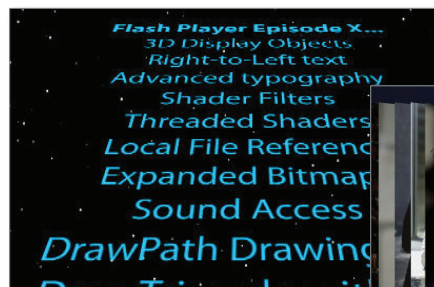 Flash Player Episode X...
3D Display Objects
Right-to-Left text
Advanced typography
Shader Filters
Threaded Shaders
Local File Referenc
Expanded Bitmap
Sound Access
DrawPath Drawing